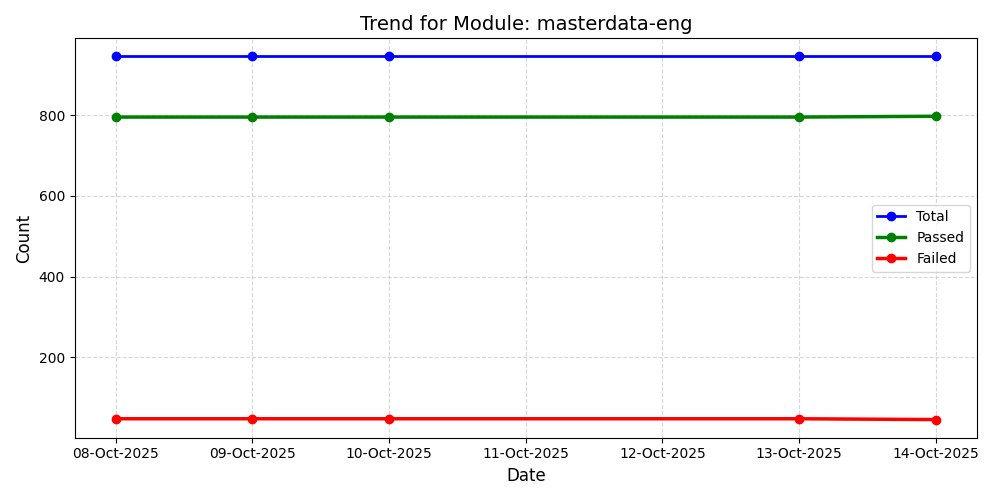 Trend for Module: masterdata-eng
Count
800
600
400
200
Total
Passed
Failed
08-Oct-2025 09-Oct-2025 10-Oct-2025 11-Oct-2025 12-Oct-2025 13-Oct-2025 14-Oct-2025
Date